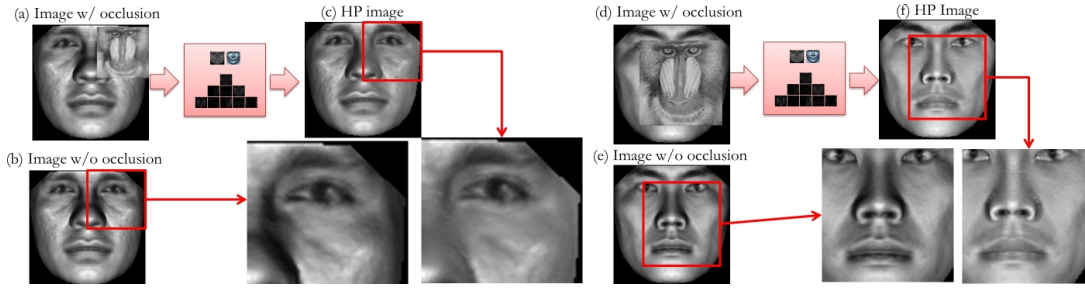 (a) Image w/ occlusion
(c) HP image
(b) Image w/o occlusion
(d) Image w/ occlusion
(f) HP Image
(e) Image w/o occlusion